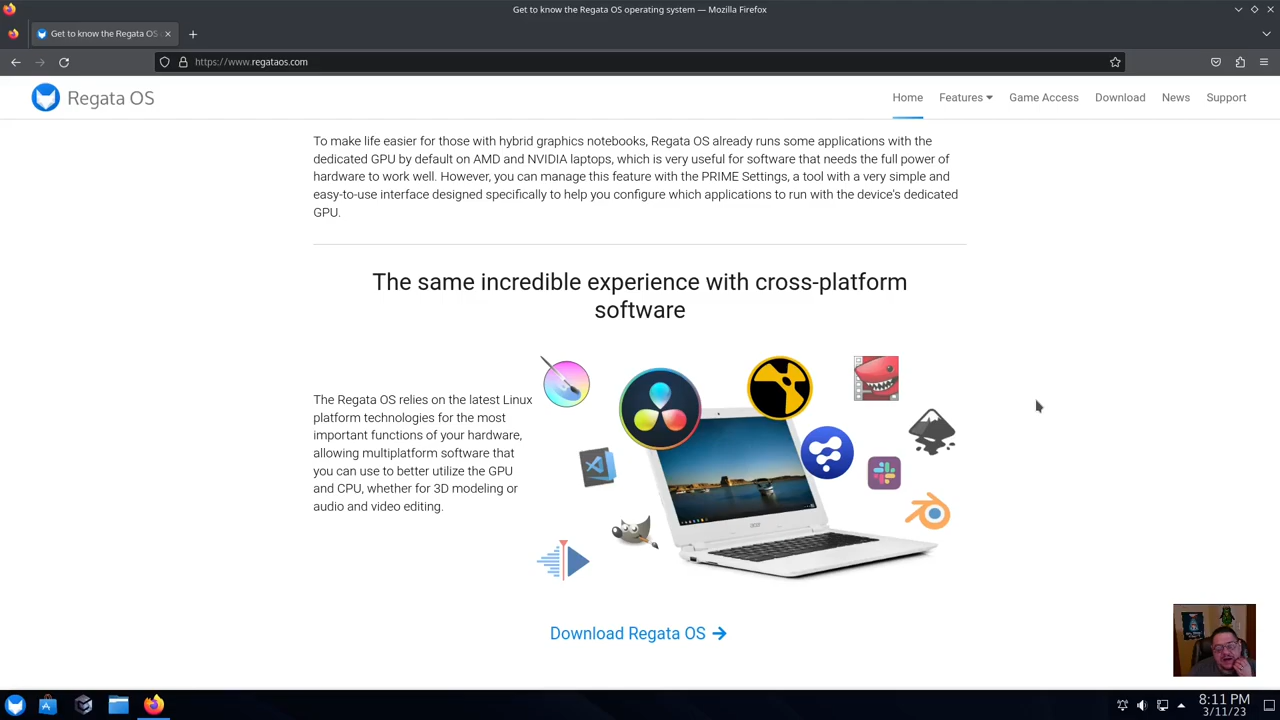 Get to know the Regata OS operating system — Mozilla Firefox
Get to know the Regata OS
https://www.regataos.com
Regata OS
Home
Features
Game Access
Download
News
Support
To make life easier for those with hybrid graphics notebooks, Regata OS already runs some applications with the
dedicated GPU by default on AMD and NVIDIA laptops, which is very useful for software that needs the full power of
hardware to work well. However, you can manage this feature with the PRIME Settings, a tool with a very simple and
easy-to-use interface designed specifically to help you configure which applications to run with the device's dedicated
GPU.
The same incredible experience with cross-platform
software
The Regata OS relies on the latest Linux
platform technologies for the most
important functions of your hardware,
allowing multiplatform software that
you can use to better utilize the GPU
and CPU, whether for 3D modeling or
audio and video editing.
acer
Download Regata OS
8:11 PM
3/11/23